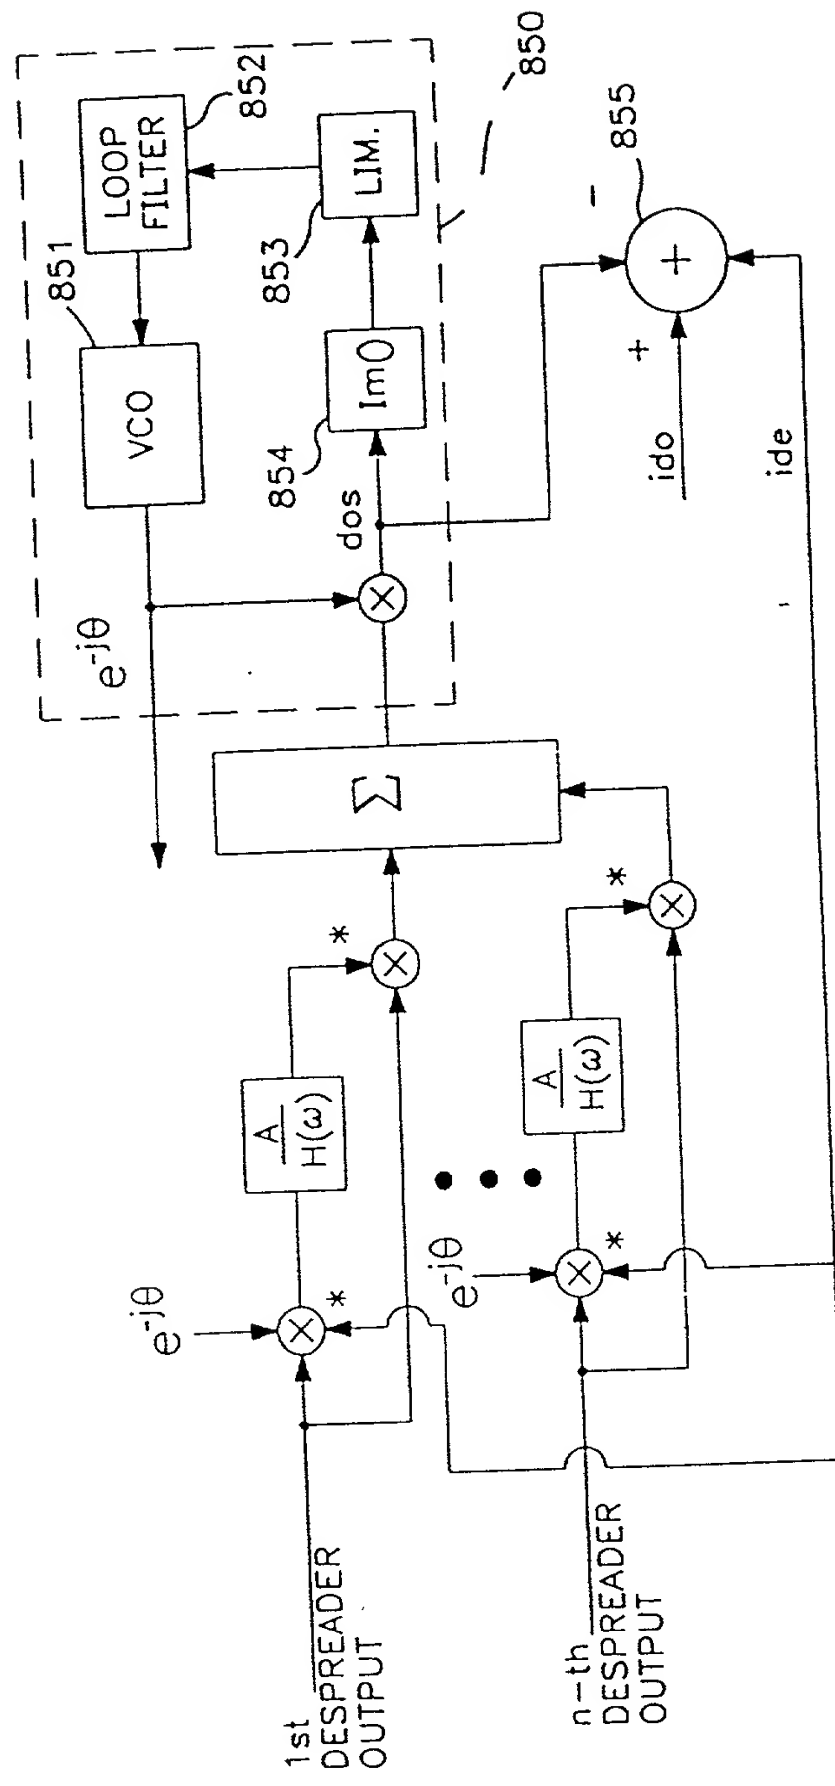 850
852
LOOP
FILTER
851
VCO
LIM.
853
Im()
854
dos
e^-jθ
×
855
-
+
+
ido
ide
Σ
*
×
A
H(ω)
e^-jθ
×
*
1st
DESPREADER
OUTPUT
*
×
A
H(ω)
e^-jθ
×
*
n-th
DESPREADER
OUTPUT